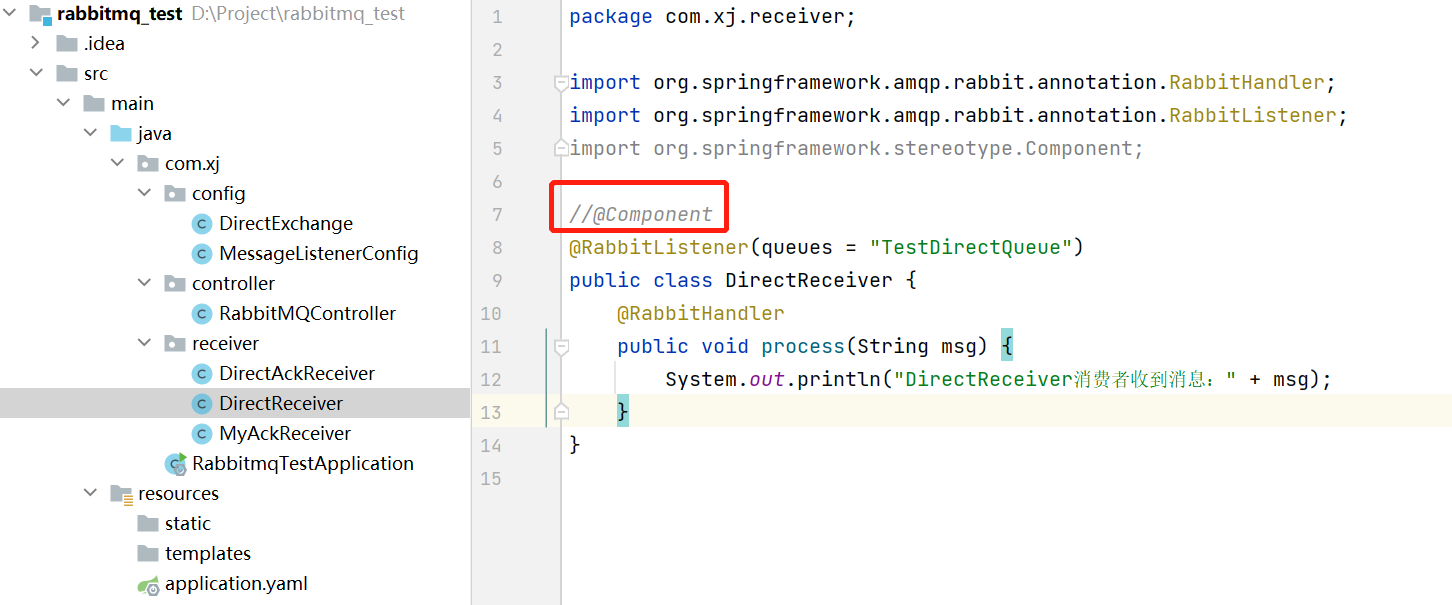 rabbitmq_test D:\Project\rabbitmq_test
.idea
src
main
java
com.xj
config
DirectExchange
MessageListenerConfig
controller
RabbitMQController
receiver
DirectAckReceiver
DirectReceiver
MyAckReceiver
RabbitmqTestApplication
resources
static
templates
application.yaml
1 package com.xj.receiver;
2
3 import org.springframework.amqp.rabbit.annotation.RabbitHandler;
4 import org.springframework.amqp.rabbit.annotation.RabbitListener;
5 import org.springframework.stereotype.Component;
6
7 //@Component
8 @RabbitListener(queues = "TestDirectQueue")
9 public class DirectReceiver {
10 @RabbitHandler
11 public void process(String msg) {
12 System.out.println("DirectReceiver消费者收到消息：" + msg);
13 }
14 }
15